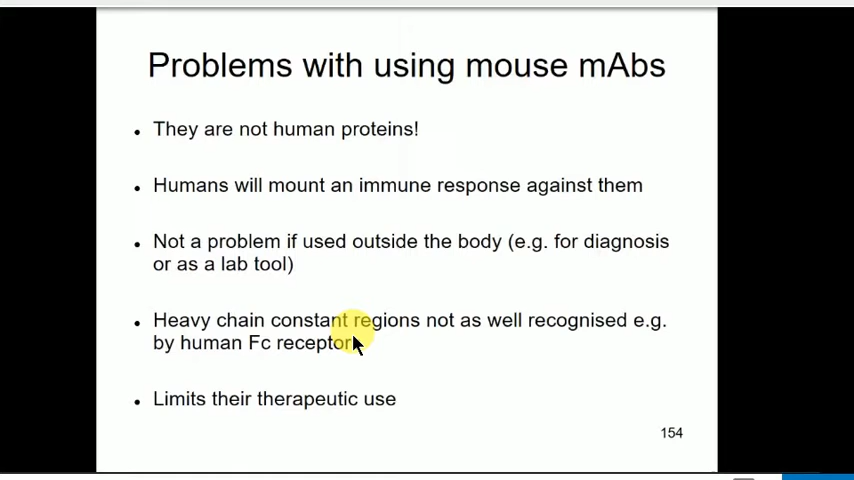 Problems with using mouse mAbs
• They are not human proteins!
• Humans will mount an immune response against them
• Not a problem if used outside the body (e.g. for diagnosis
or as a lab tool)
• Heavy chain constant regions not as well recognised e.g.
by human Fc receptor
• Limits their therapeutic use
154